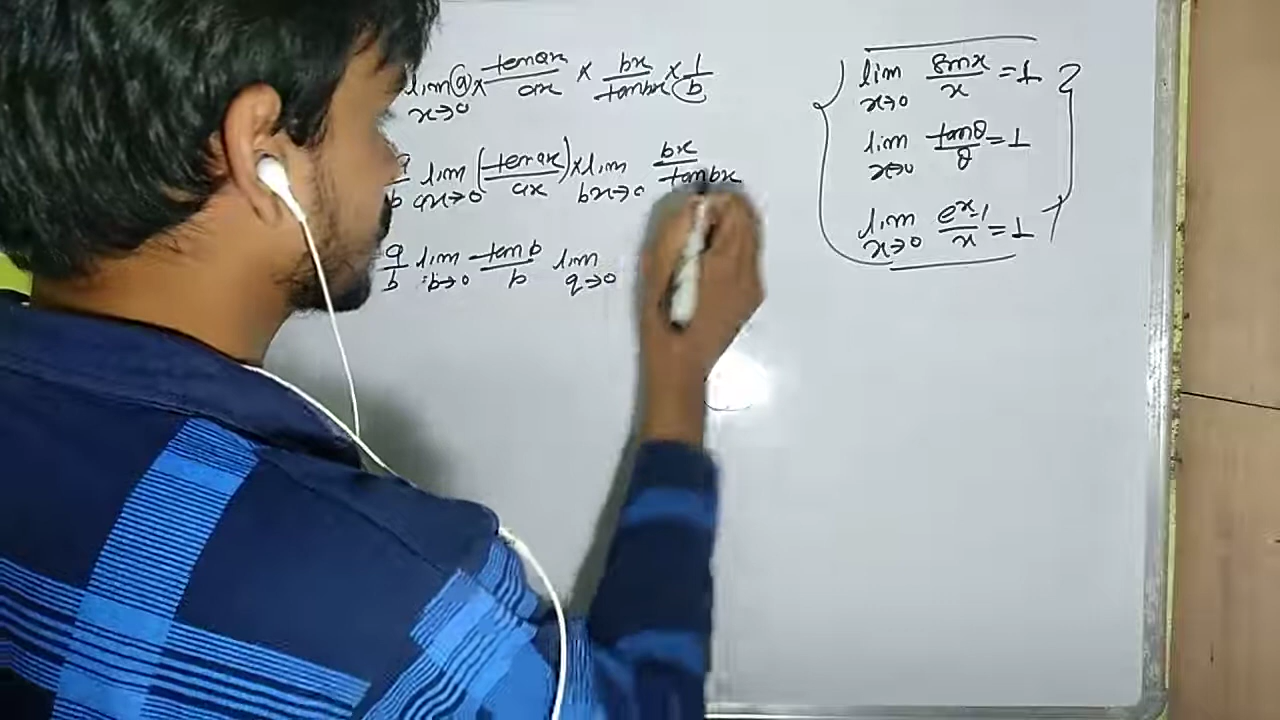 lim (a) × tanax/ax × bx/tanbx × 1/b
x→0
a/b lim (tanax/ax) × lim bx/tanbx
ax→0 bx→0
a/b lim tan b/b lim
b→0 q→0
lim sinx/x = 1
x→0
lim tanθ/θ = 1
x→0
lim e^x-1/x = 1
x→0